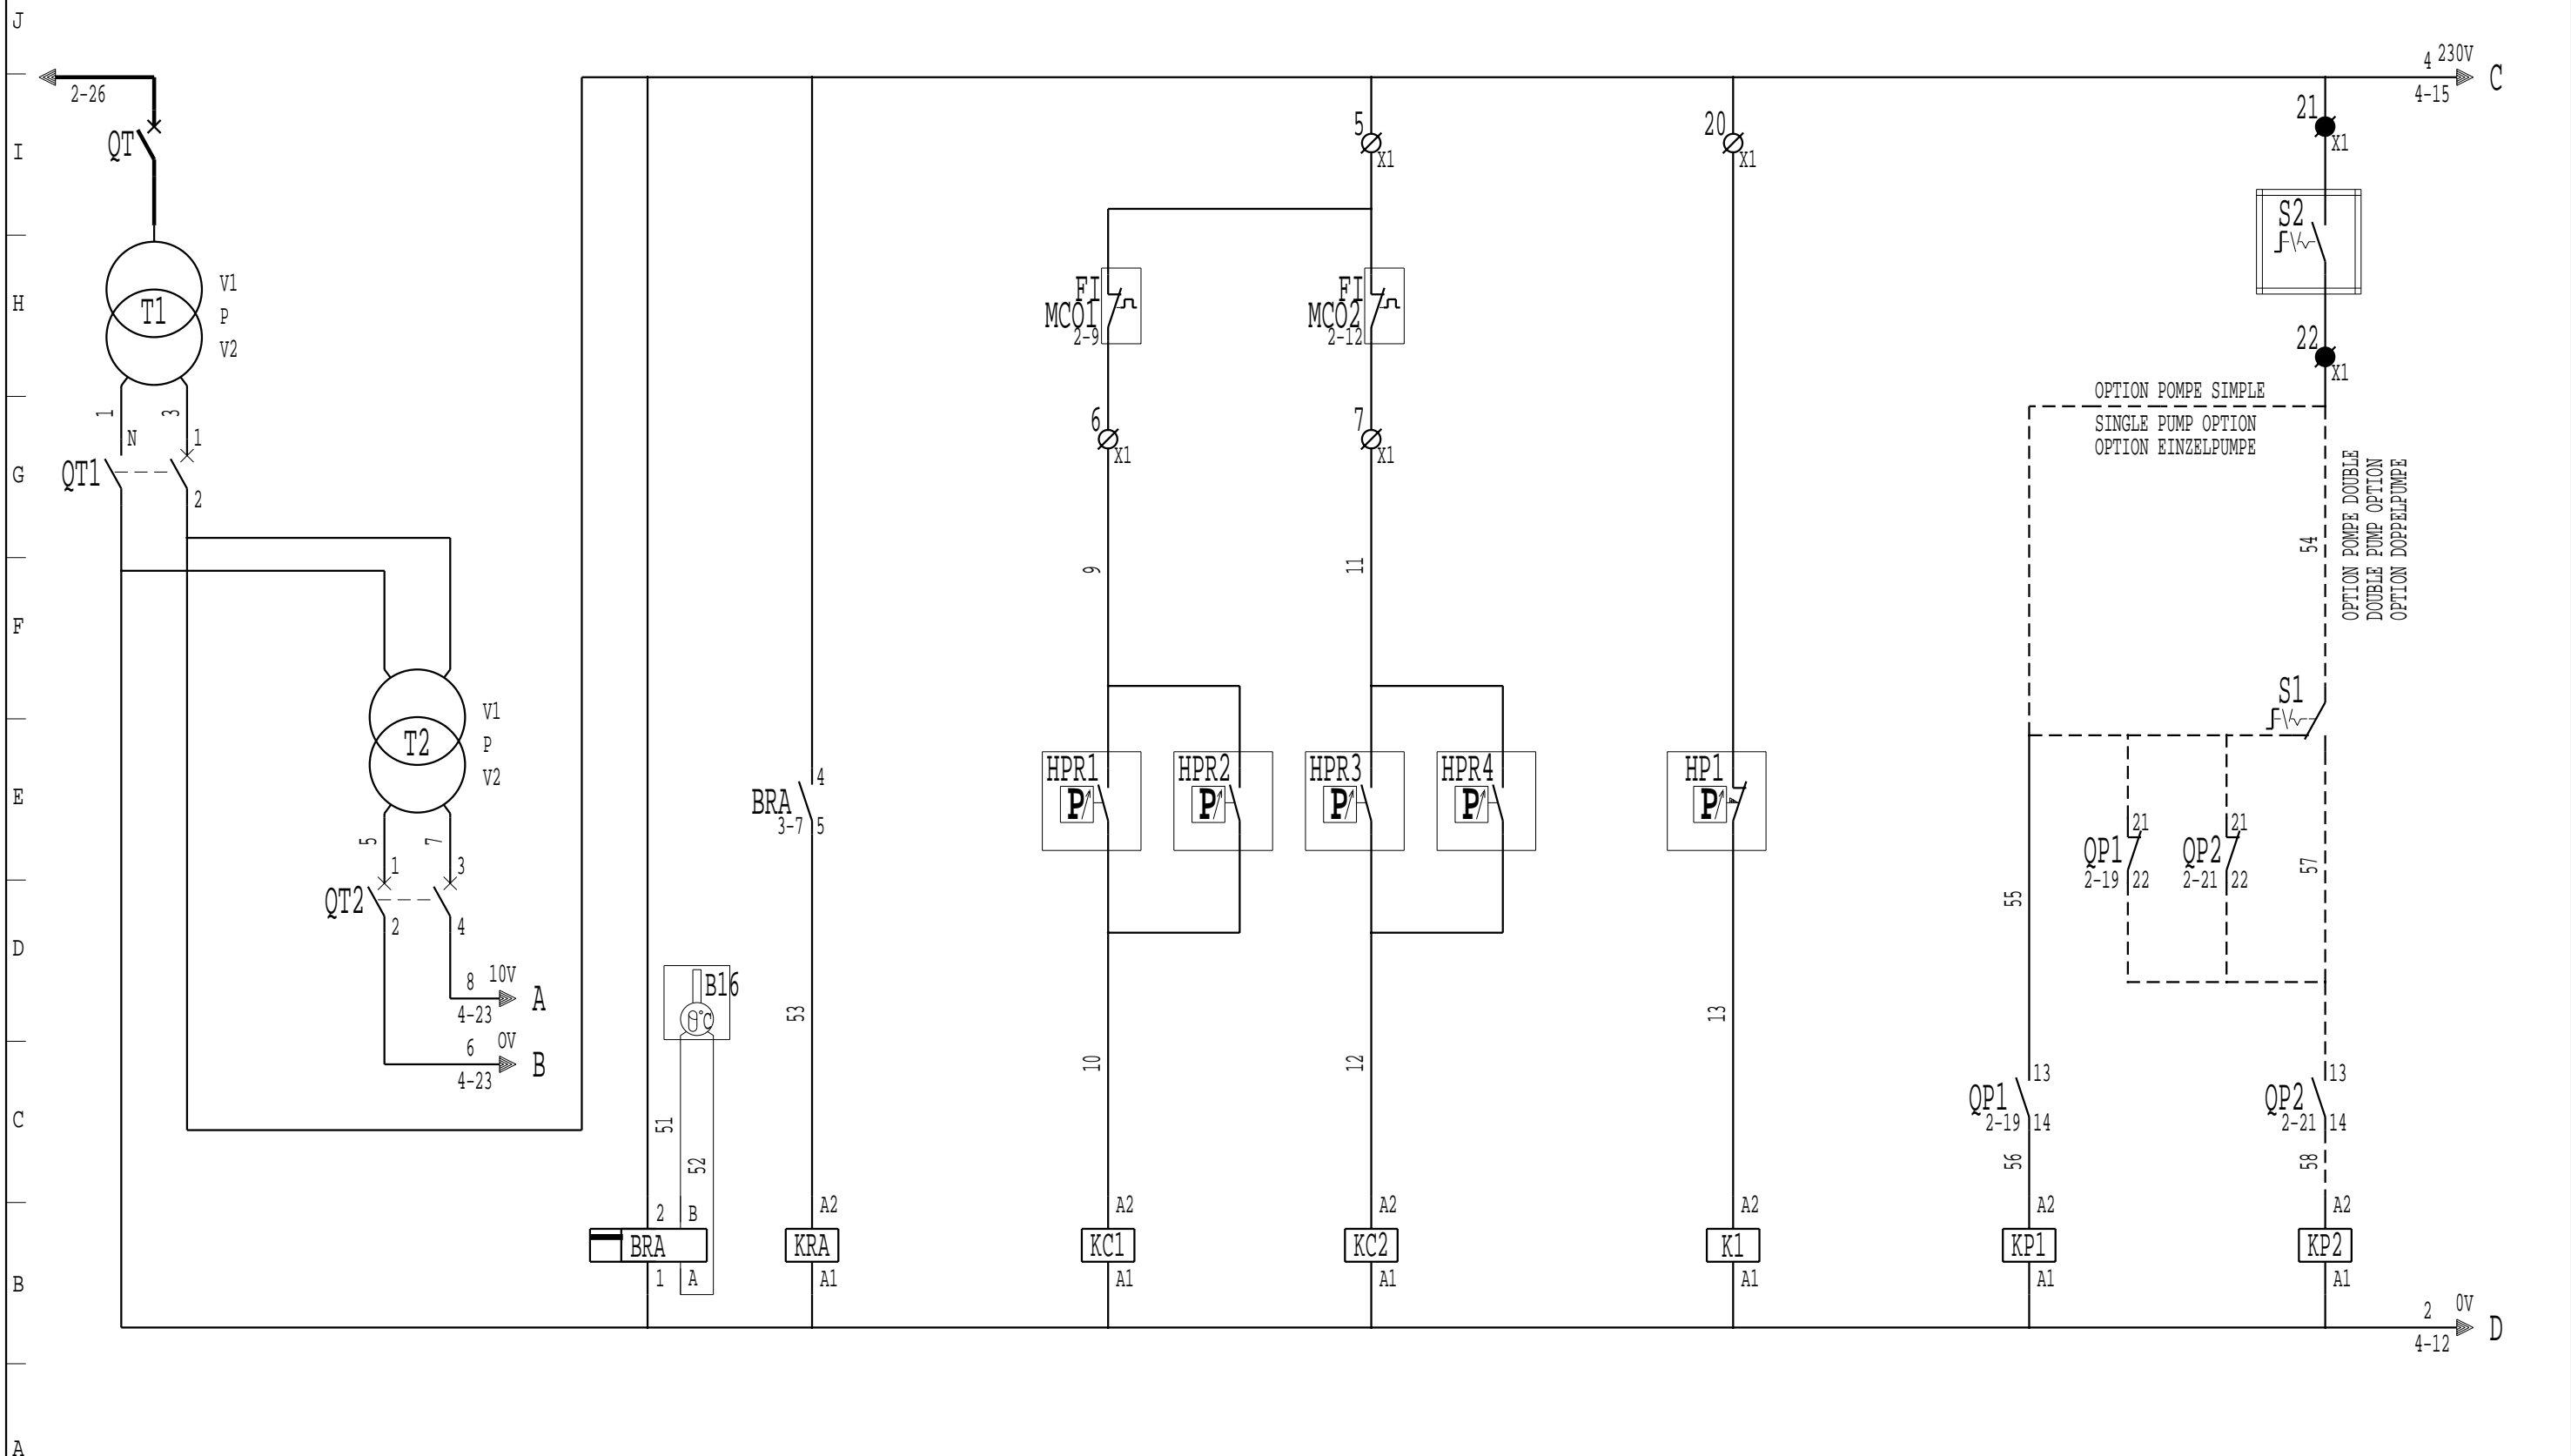 J
I
H
G
F
E
D
C
B
A
2-26
QT
T1
V1
P
V2
1
3
N
1
QT1
2
T2
V1
P
V2
5
7
1
3
QT2
2
4
8
10V
4-23
A
6
0V
4-23
B
51
B16
θ°C
52
2
B
BRA
1
A
4
BRA
3-7
5
53
A2
KRA
A1
5
X1
FI
MCO1
2-9
FI
MCO2
2-12
6
X1
7
X1
9
11
HPR1
P
HPR2
P
HPR3
P
HPR4
P
10
12
A2
KC1
A1
A2
KC2
A1
20
X1
HP1
P
13
A2
K1
A1
4
230V
4-15
C
21
X1
S2
22
X1
OPTION POMPE SIMPLE
SINGLE PUMP OPTION
OPTION EINZELPUMPE
54
OPTION POMPE DOUBLE
DOUBLE PUMP OPTION
OPTION DOPPELPUMPE
S1
21
QP1
2-19
22
21
QP2
2-21
22
55
57
13
QP1
2-19
14
13
QP2
2-21
14
56
58
A2
KP1
A1
A2
KP2
A1
2
0V
4-12
D